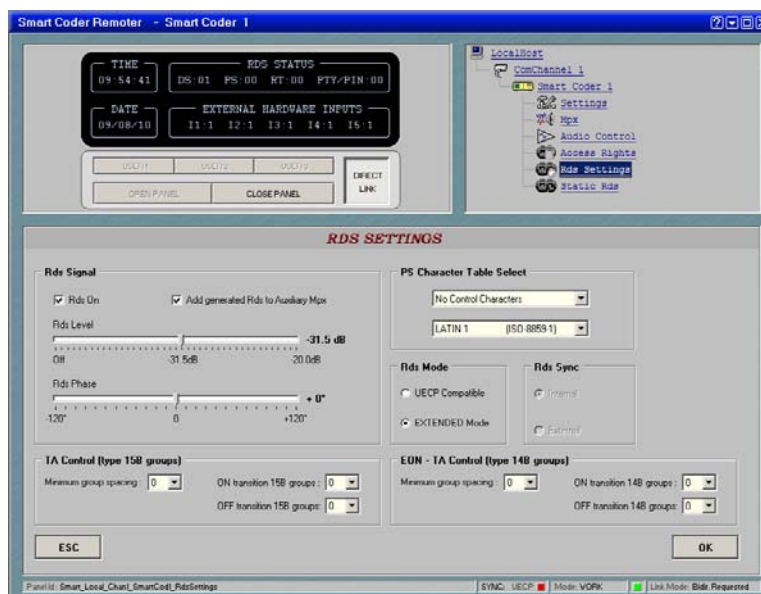 Smart Coder Remoter - Smart Coder 1
TIME
09:54:41
RDS STATUS
DS:01 PS:00 RT:00 PTY/PIN:00
DATE
09/08/10
EXTERNAL HARDWARE INPUTS
I1:1 I2:1 I3:1 I4:1 I5:1
OPEN PANEL
CLOSE PANEL
DIRECT
LINK
LocalHost
ComChannel 1
Smart Coder 1
Settings
Mpx
Audio Control
Access Rights
Rds Settings
Static Rds
RDS SETTINGS
Rds Signal
Rds On
Add generated Rds to Auxiliary Mpx
Rds Level
-31.5 dB
Off
-31.5dB
-20.0dB
Rds Phase
+ 0°
-120°
0
+120°
PS Character Table Select
No Control Characters
LATIN 1 (ISO-8859-1)
Rds Mode
UECP Compatible
EXTENDED Mode
Rds Sync
Internal
External
TA Control (type 15B groups)
Minimum group spacing : 0
ON transition 15B groups : 0
OFF transition 15B groups: 0
EON - TA Control (type 14B groups)
Minimum group spacing : 0
ON transition 14B groups : 0
OFF transition 14B groups: 0
ESC
OK
Panel Id: Smart_Local_Chan1_SmartCod1_RdsSettings
SYNC: UECP
Mode: WORK
Link Mode: Bidir. Requested